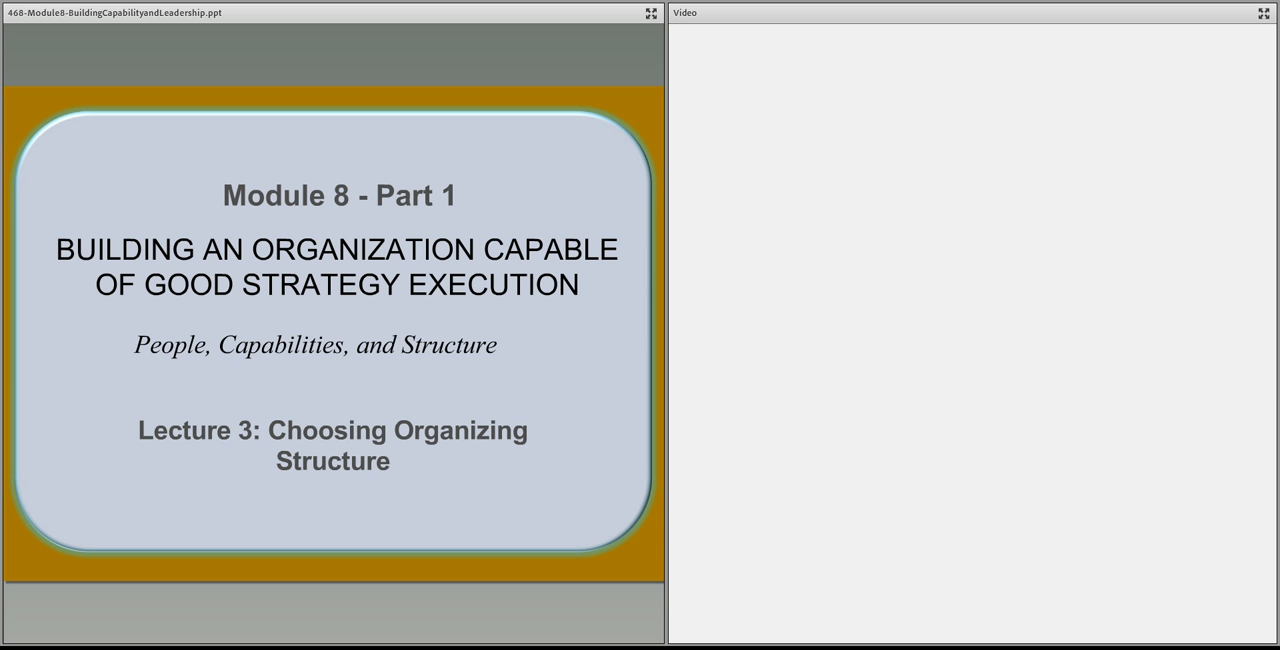 468-Module8-BuildingCapabilityandLeadership.ppt
Video
Module 8 - Part 1
BUILDING AN ORGANIZATION CAPABLE
OF GOOD STRATEGY EXECUTION
People, Capabilities, and Structure
Lecture 3: Choosing Organizing
Structure